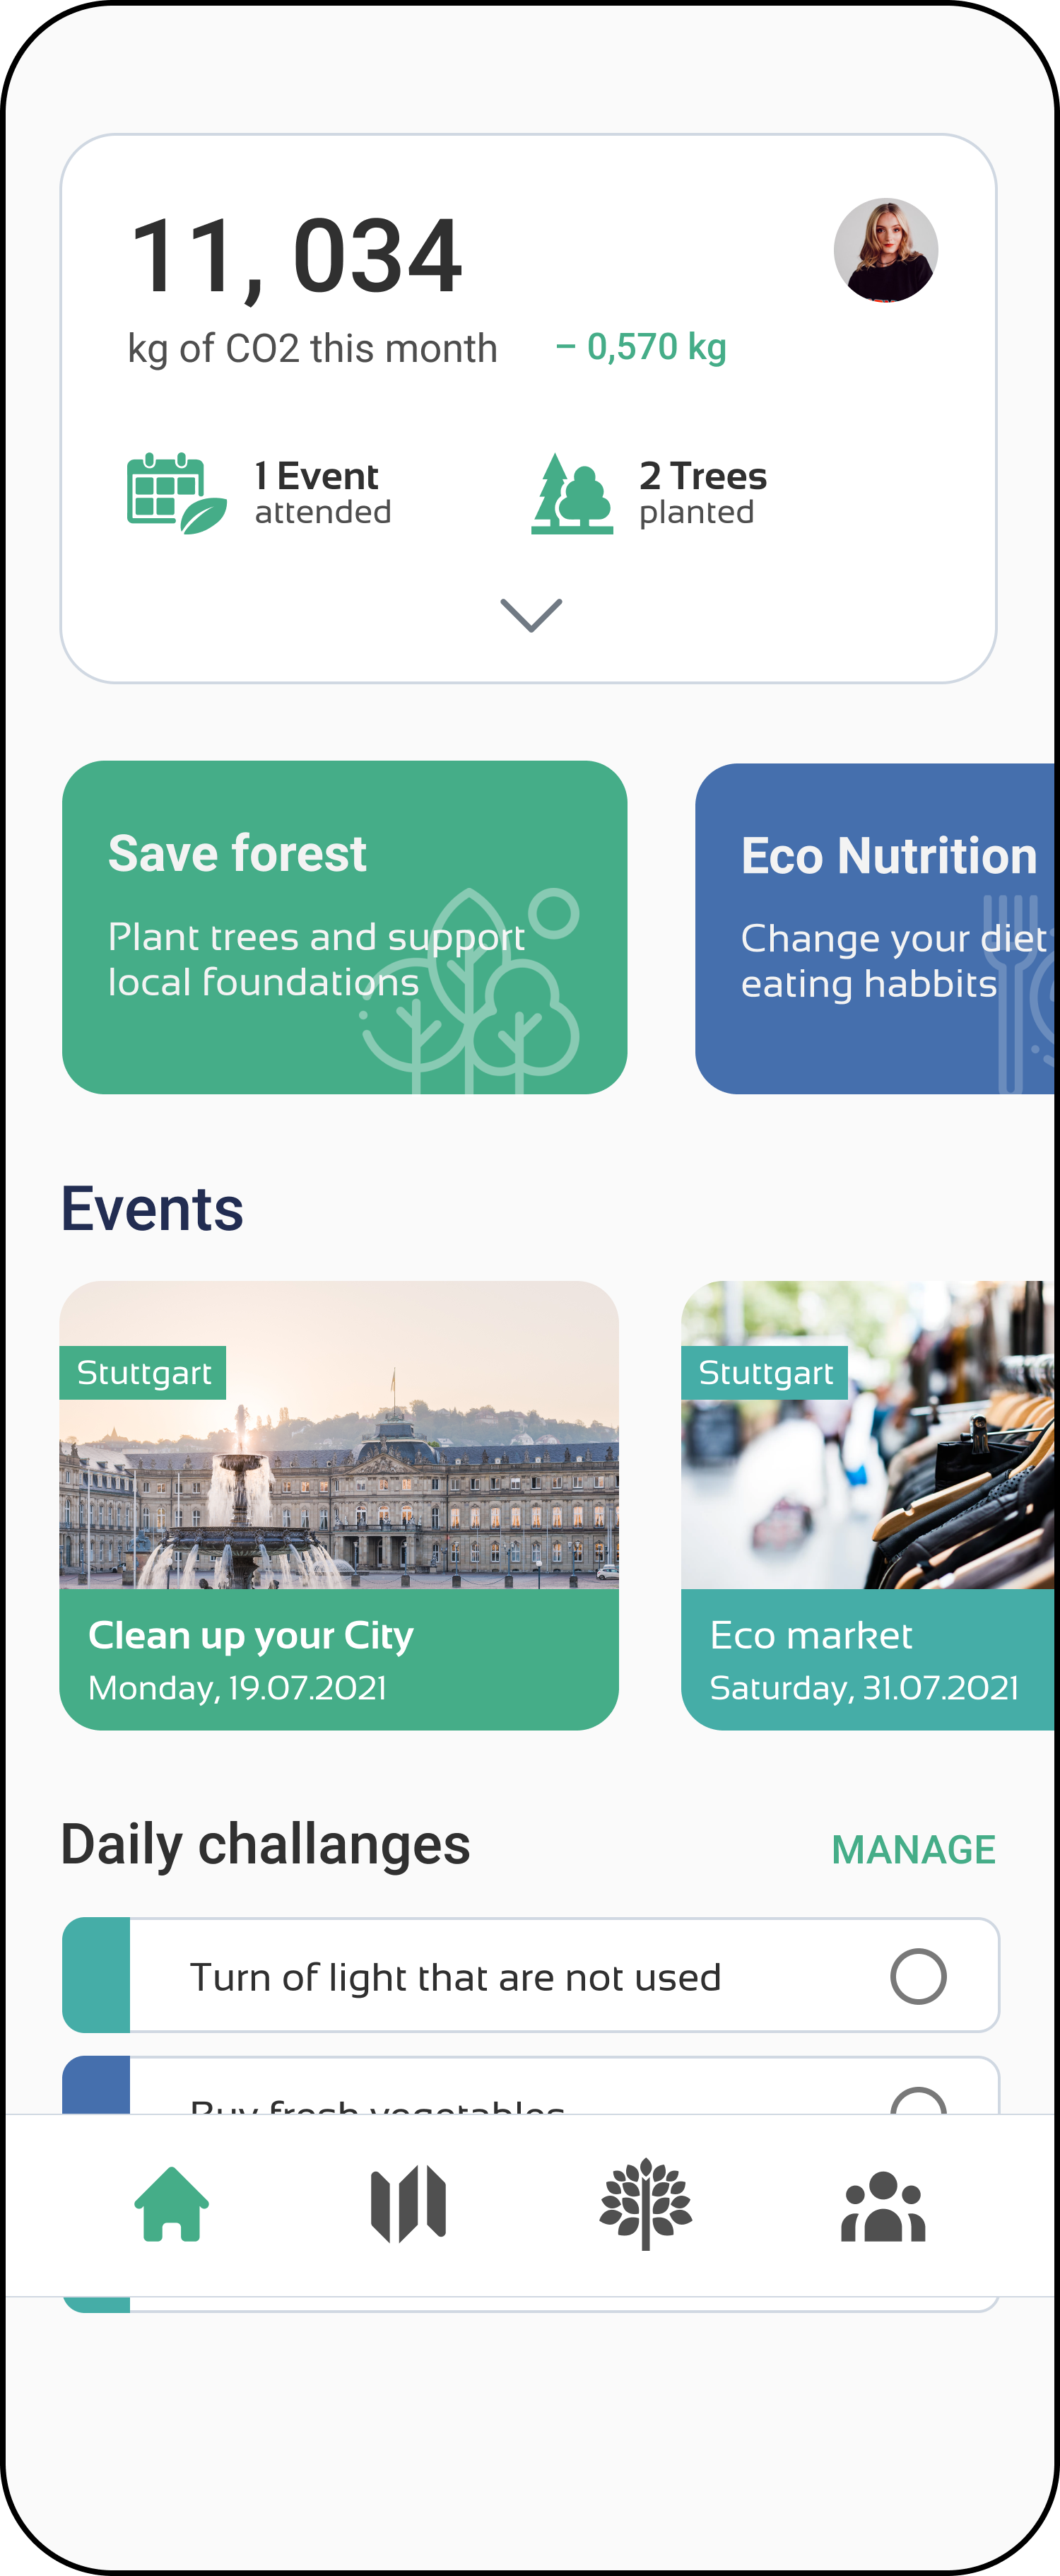 11, 034
kg of CO2 this month
– 0,570 kg
1 Event
attended
2 Trees
planted
Save forest
Plant trees and support
local foundations
Eco Nutrition
Change your diet
eating habbits
Events
Stuttgart
Clean up your City
Monday, 19.07.2021
Stuttgart
Eco market
Saturday, 31.07.2021
Daily challanges
MANAGE
Turn of light that are not used
Buy fresh vegetables